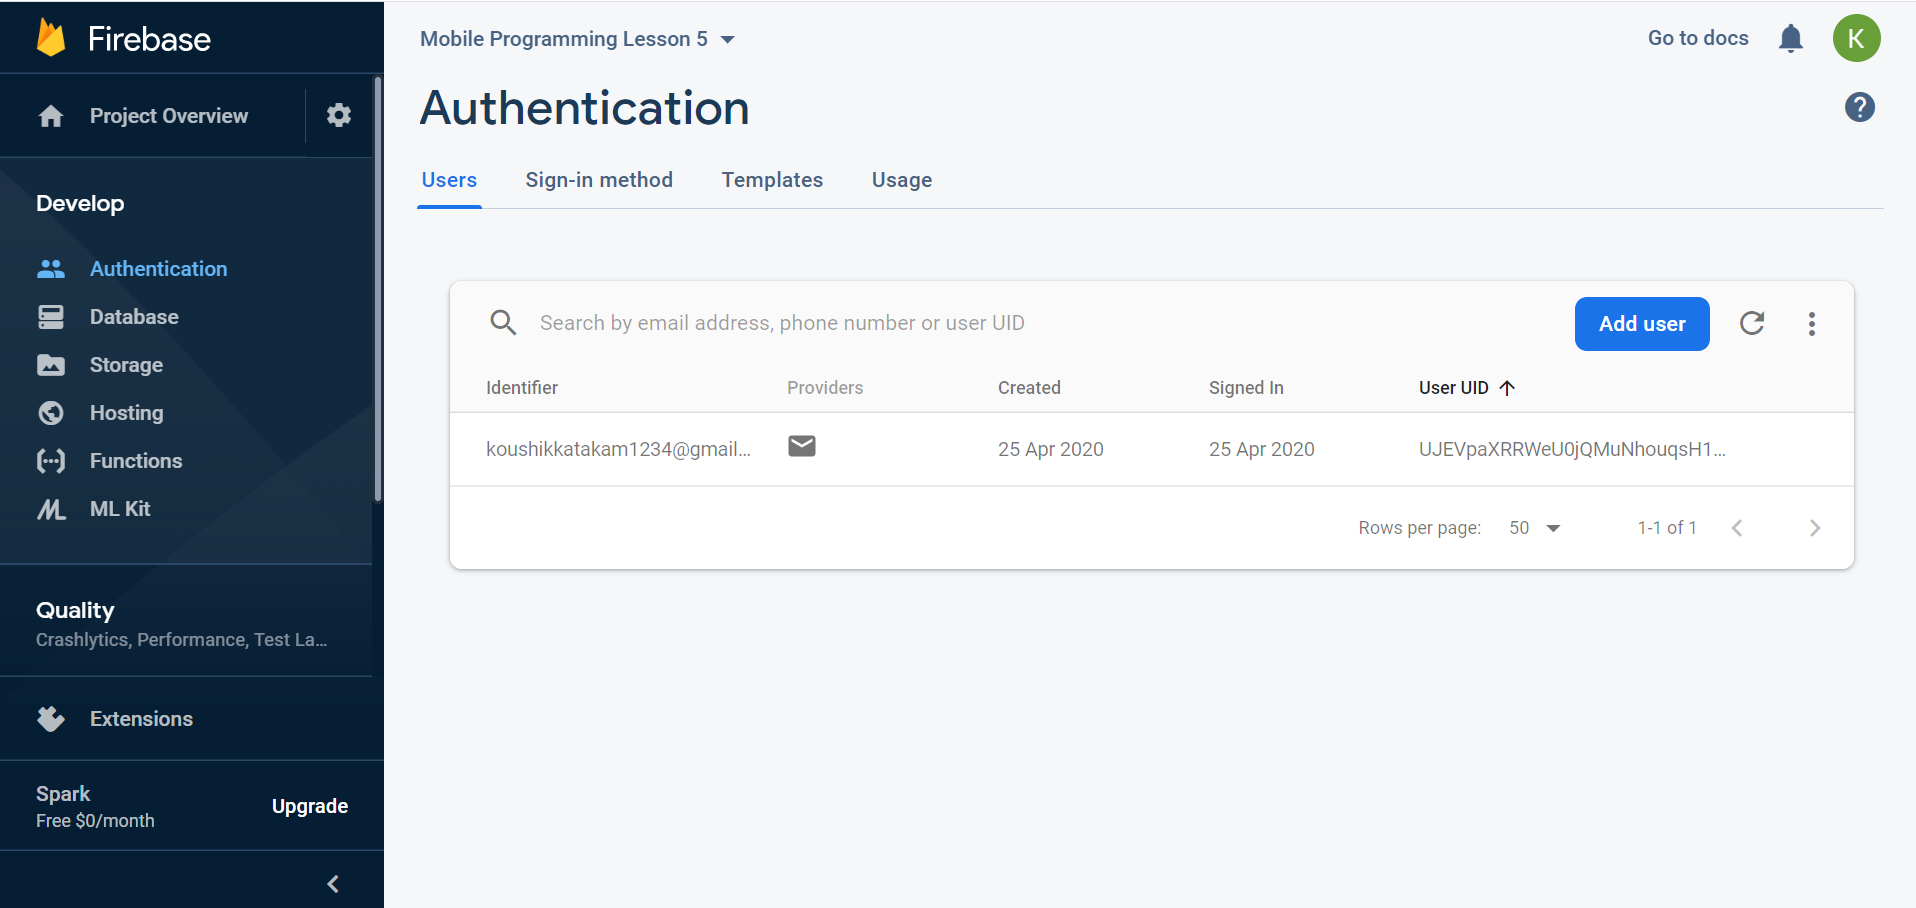 Firebase
Project Overview
Develop
Authentication
Database
Storage
Hosting
Functions
ML Kit
Quality
Crashlytics, Performance, Test La...
Extensions
Spark
Free $0/month
Upgrade
Mobile Programming Lesson 5
Go to docs
K
Authentication
?
Users Sign-in method Templates Usage
Search by email address, phone number or user UID
Add user
Identifier Providers Created Signed In User UID
koushikkatakam1234@gmail... 25 Apr 2020 25 Apr 2020 UJEVpaXRRWeU0jQMuNhouqsH1...
Rows per page: 50 1-1 of 1